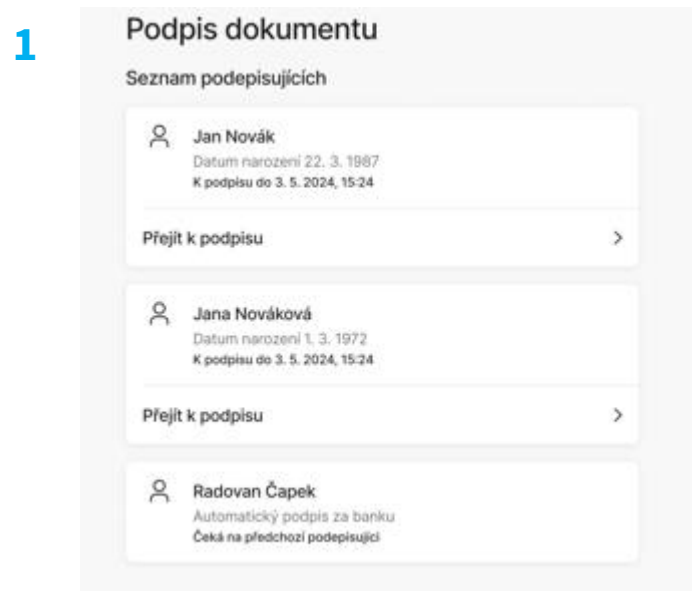 1
Podpis dokumentu
Seznam podepisujících
Jan Novák
Datum narození 22. 3. 1987
K podpisu do 3. 5. 2024, 15:24
Přejít k podpisu
Jana Nováková
Datum narození 1. 3. 1972
K podpisu do 3. 5. 2024, 15:24
Přejít k podpisu
Radovan Čapek
Automatický podpis za banku
Čeká na předchozí podepisující